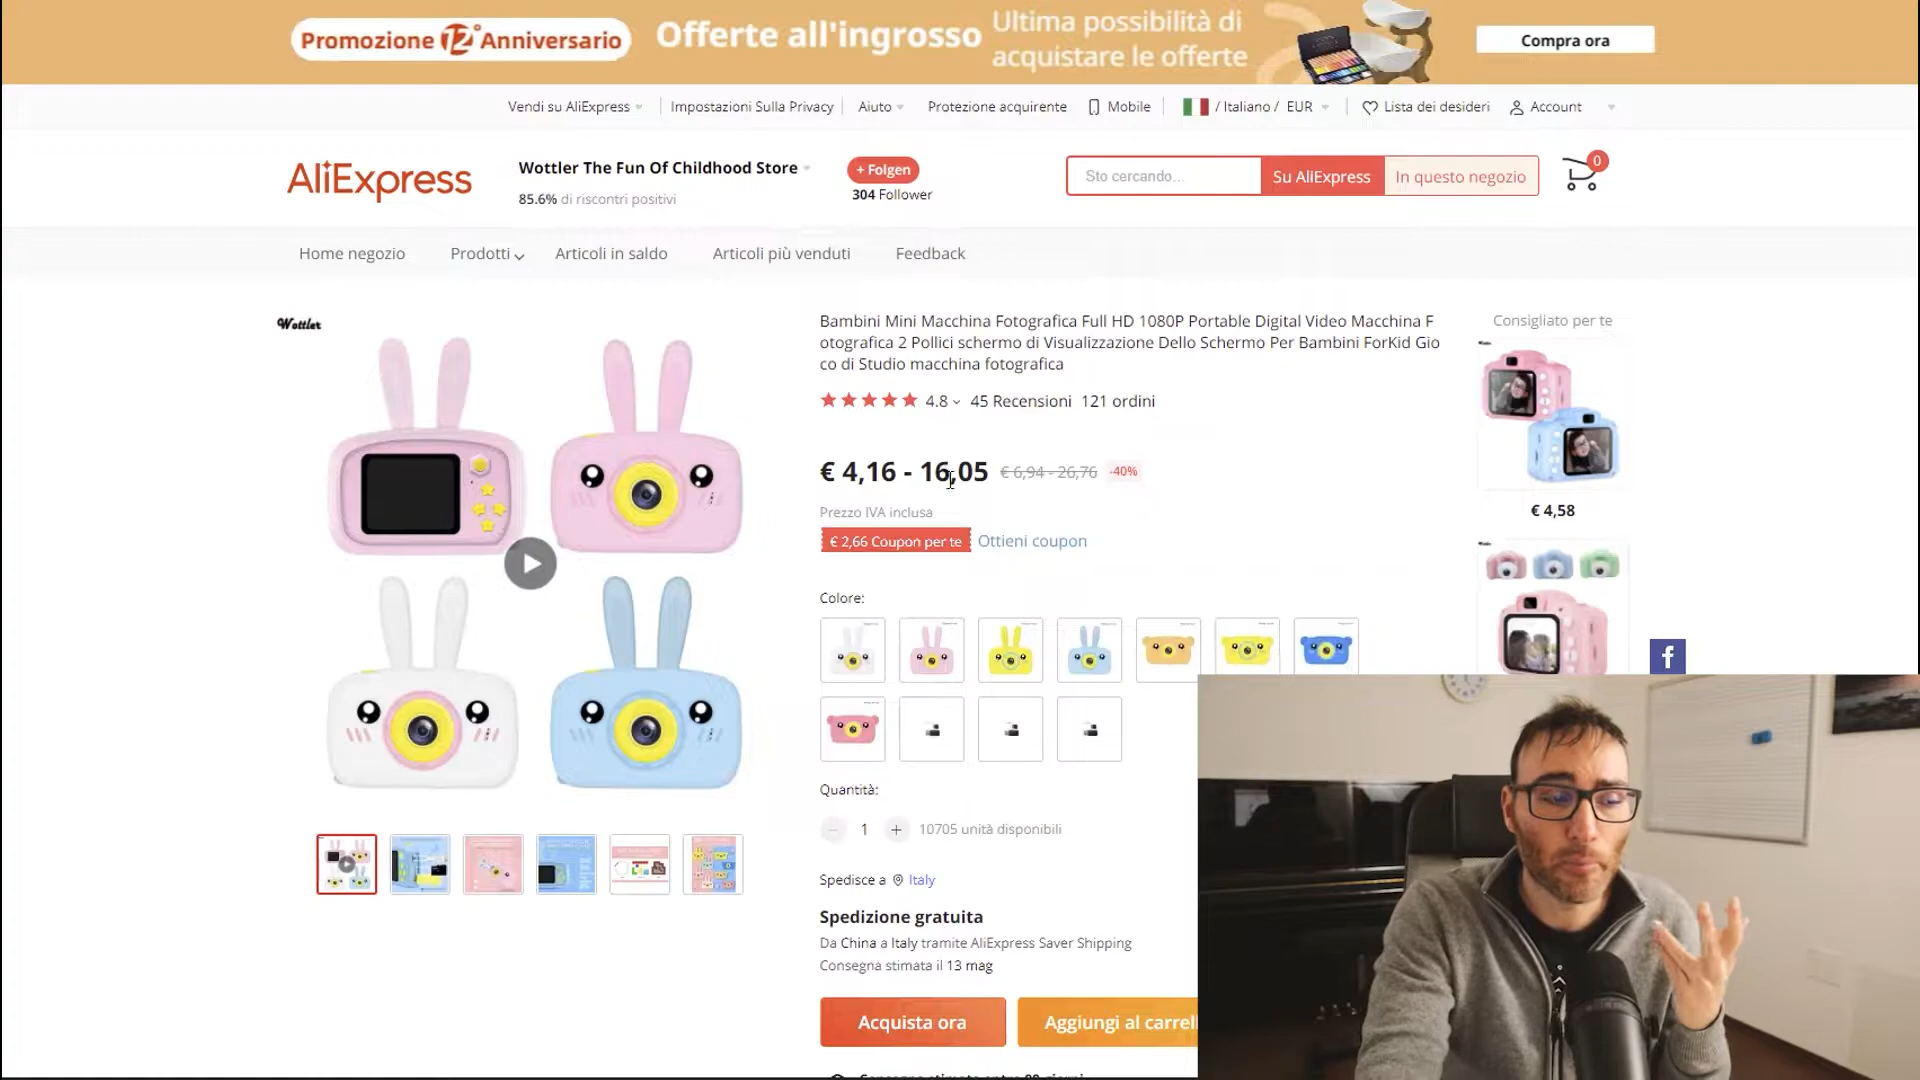 Promozione 12° Anniversario
Offerte all'ingrosso
Ultima possibilità di
acquistare le offerte
Compra ora
Vendi su AliExpress
Impostazioni Sulla Privacy
Aiuto
Protezione acquirente
Mobile
/ Italiano / EUR
Lista dei desideri
Account
AliExpress
Wottler The Fun Of Childhood Store
85.6% di riscontri positivi
+ Folgen
304 Follower
Sto cercando...
Su AliExpress
In questo negozio
0
Home negozio
Prodotti
Articoli in saldo
Articoli più venduti
Feedback
Wottler
Bambini Mini Macchina Fotografica Full HD 1080P Portable Digital Video Macchina F
otografica 2 Pollici schermo di Visualizzazione Dello Schermo Per Bambini ForKid Gio
co di Studio macchina fotografica
4.8
45 Recensioni
121 ordini
€ 4,16 - 16,05
€ 6,94 - 26,76
-40%
Prezzo IVA inclusa
€ 2,66 Coupon per te
Ottieni coupon
Colore:
Quantità:
1
10705 unità disponibili
Spedisce a
Italy
Spedizione gratuita
Da China a Italy tramite AliExpress Saver Shipping
Consegna stimata il 13 mag
Acquista ora
Aggiungi al carrell
Consigliato per te
€ 4,58
f